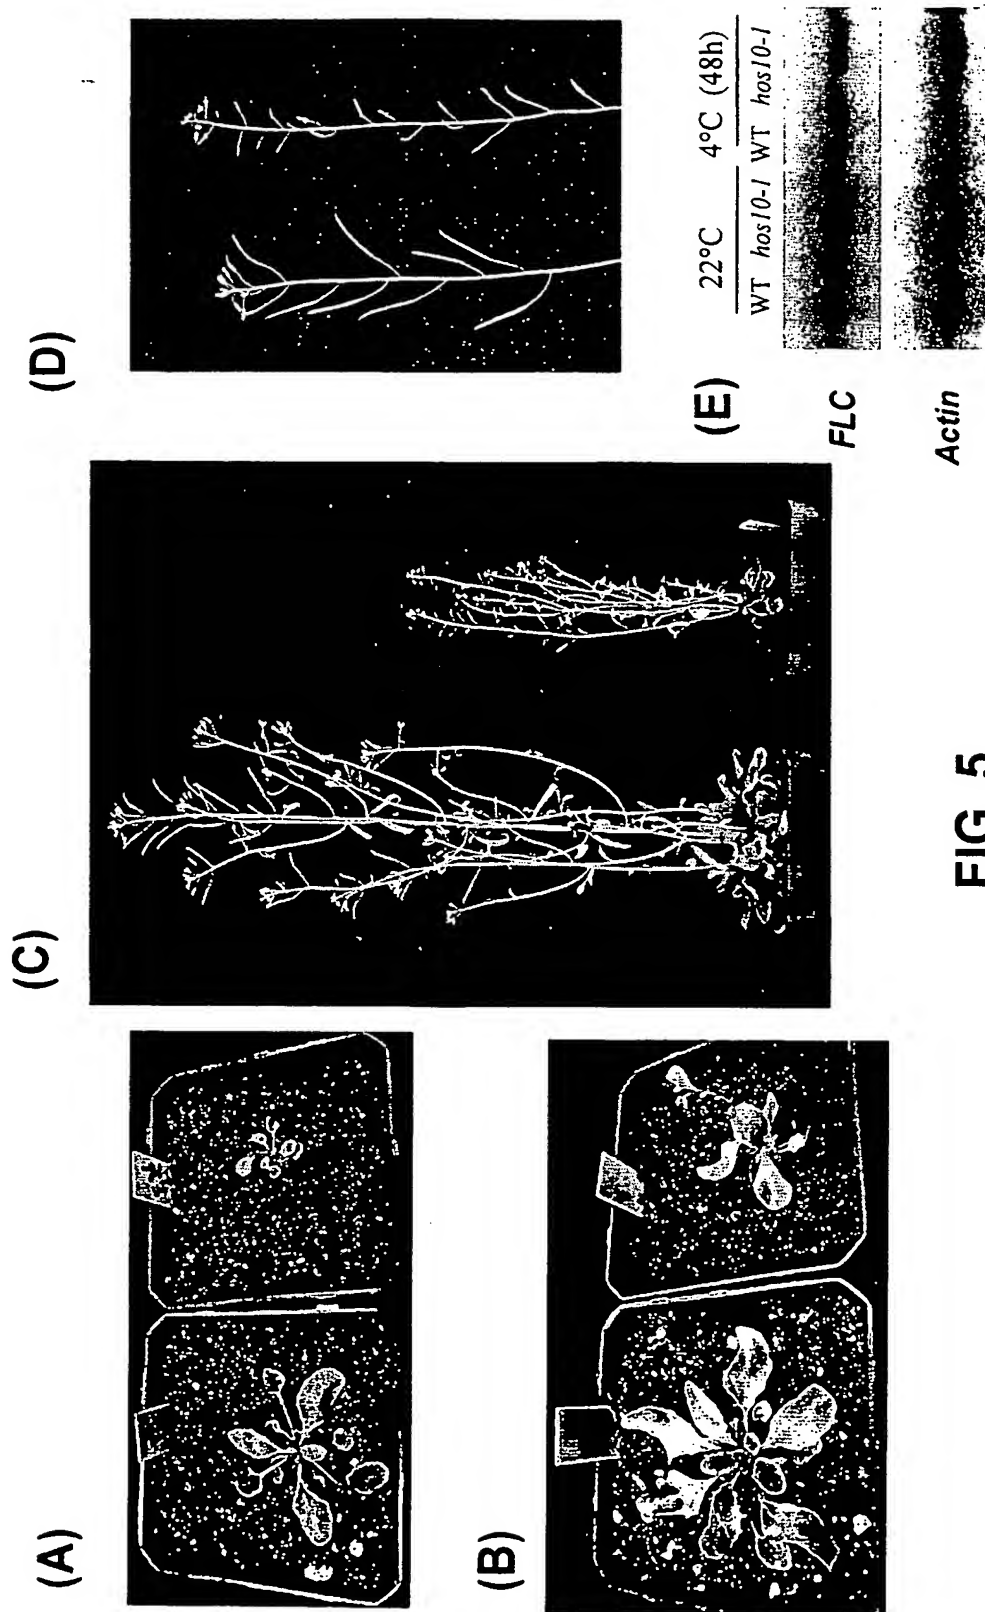 (A)
(B)
(C)
(D)
(E)
22°C 4°C (48h)
WT hos10-1 WT hos10-1
FLC
Actin
FIG 5